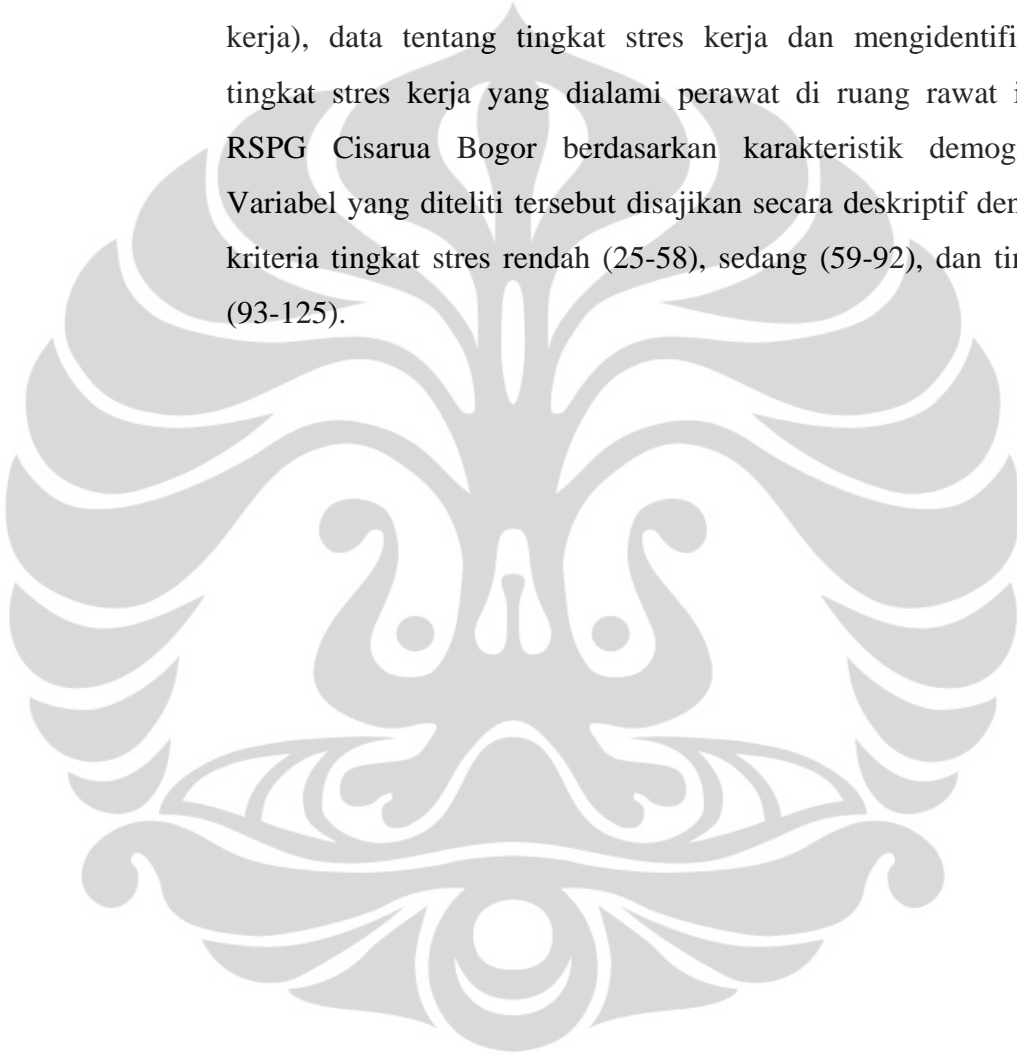 kerja), data tentang tingkat stres kerja dan mengidentifi
tingkat stres kerja yang dialami perawat di ruang rawat i
RSPG Cisarua Bogor berdasarkan karakteristik demog
Variabel yang diteliti tersebut disajikan secara deskriptif den
kriteria tingkat stres rendah (25-58), sedang (59-92), dan tin
(93-125).